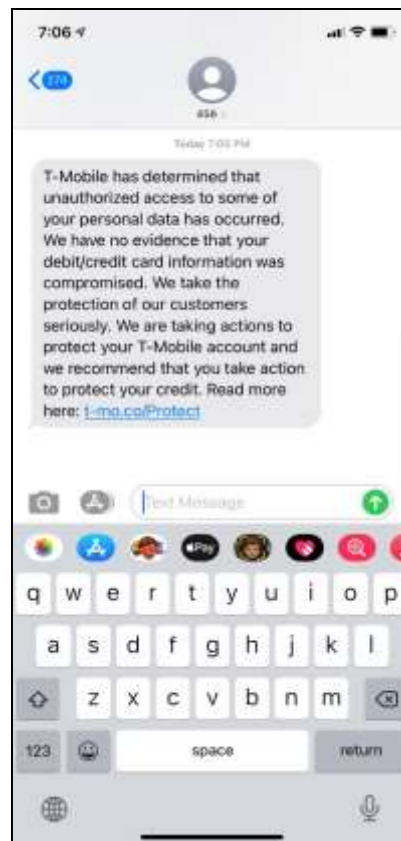 7:06
274
456
Today 7:05 PM
T-Mobile has determined that
unauthorized access to some of
your personal data has occurred.
We have no evidence that your
debit/credit card information was
compromised. We take the
protection of our customers
seriously. We are taking actions to
protect your T-Mobile account and
we recommend that you take action
to protect your credit. Read more
here: t-mo.co/Protect
Text Message
Pay
q w e r t y u i o p
a s d f g h j k l
z x c v b n m
123 space return